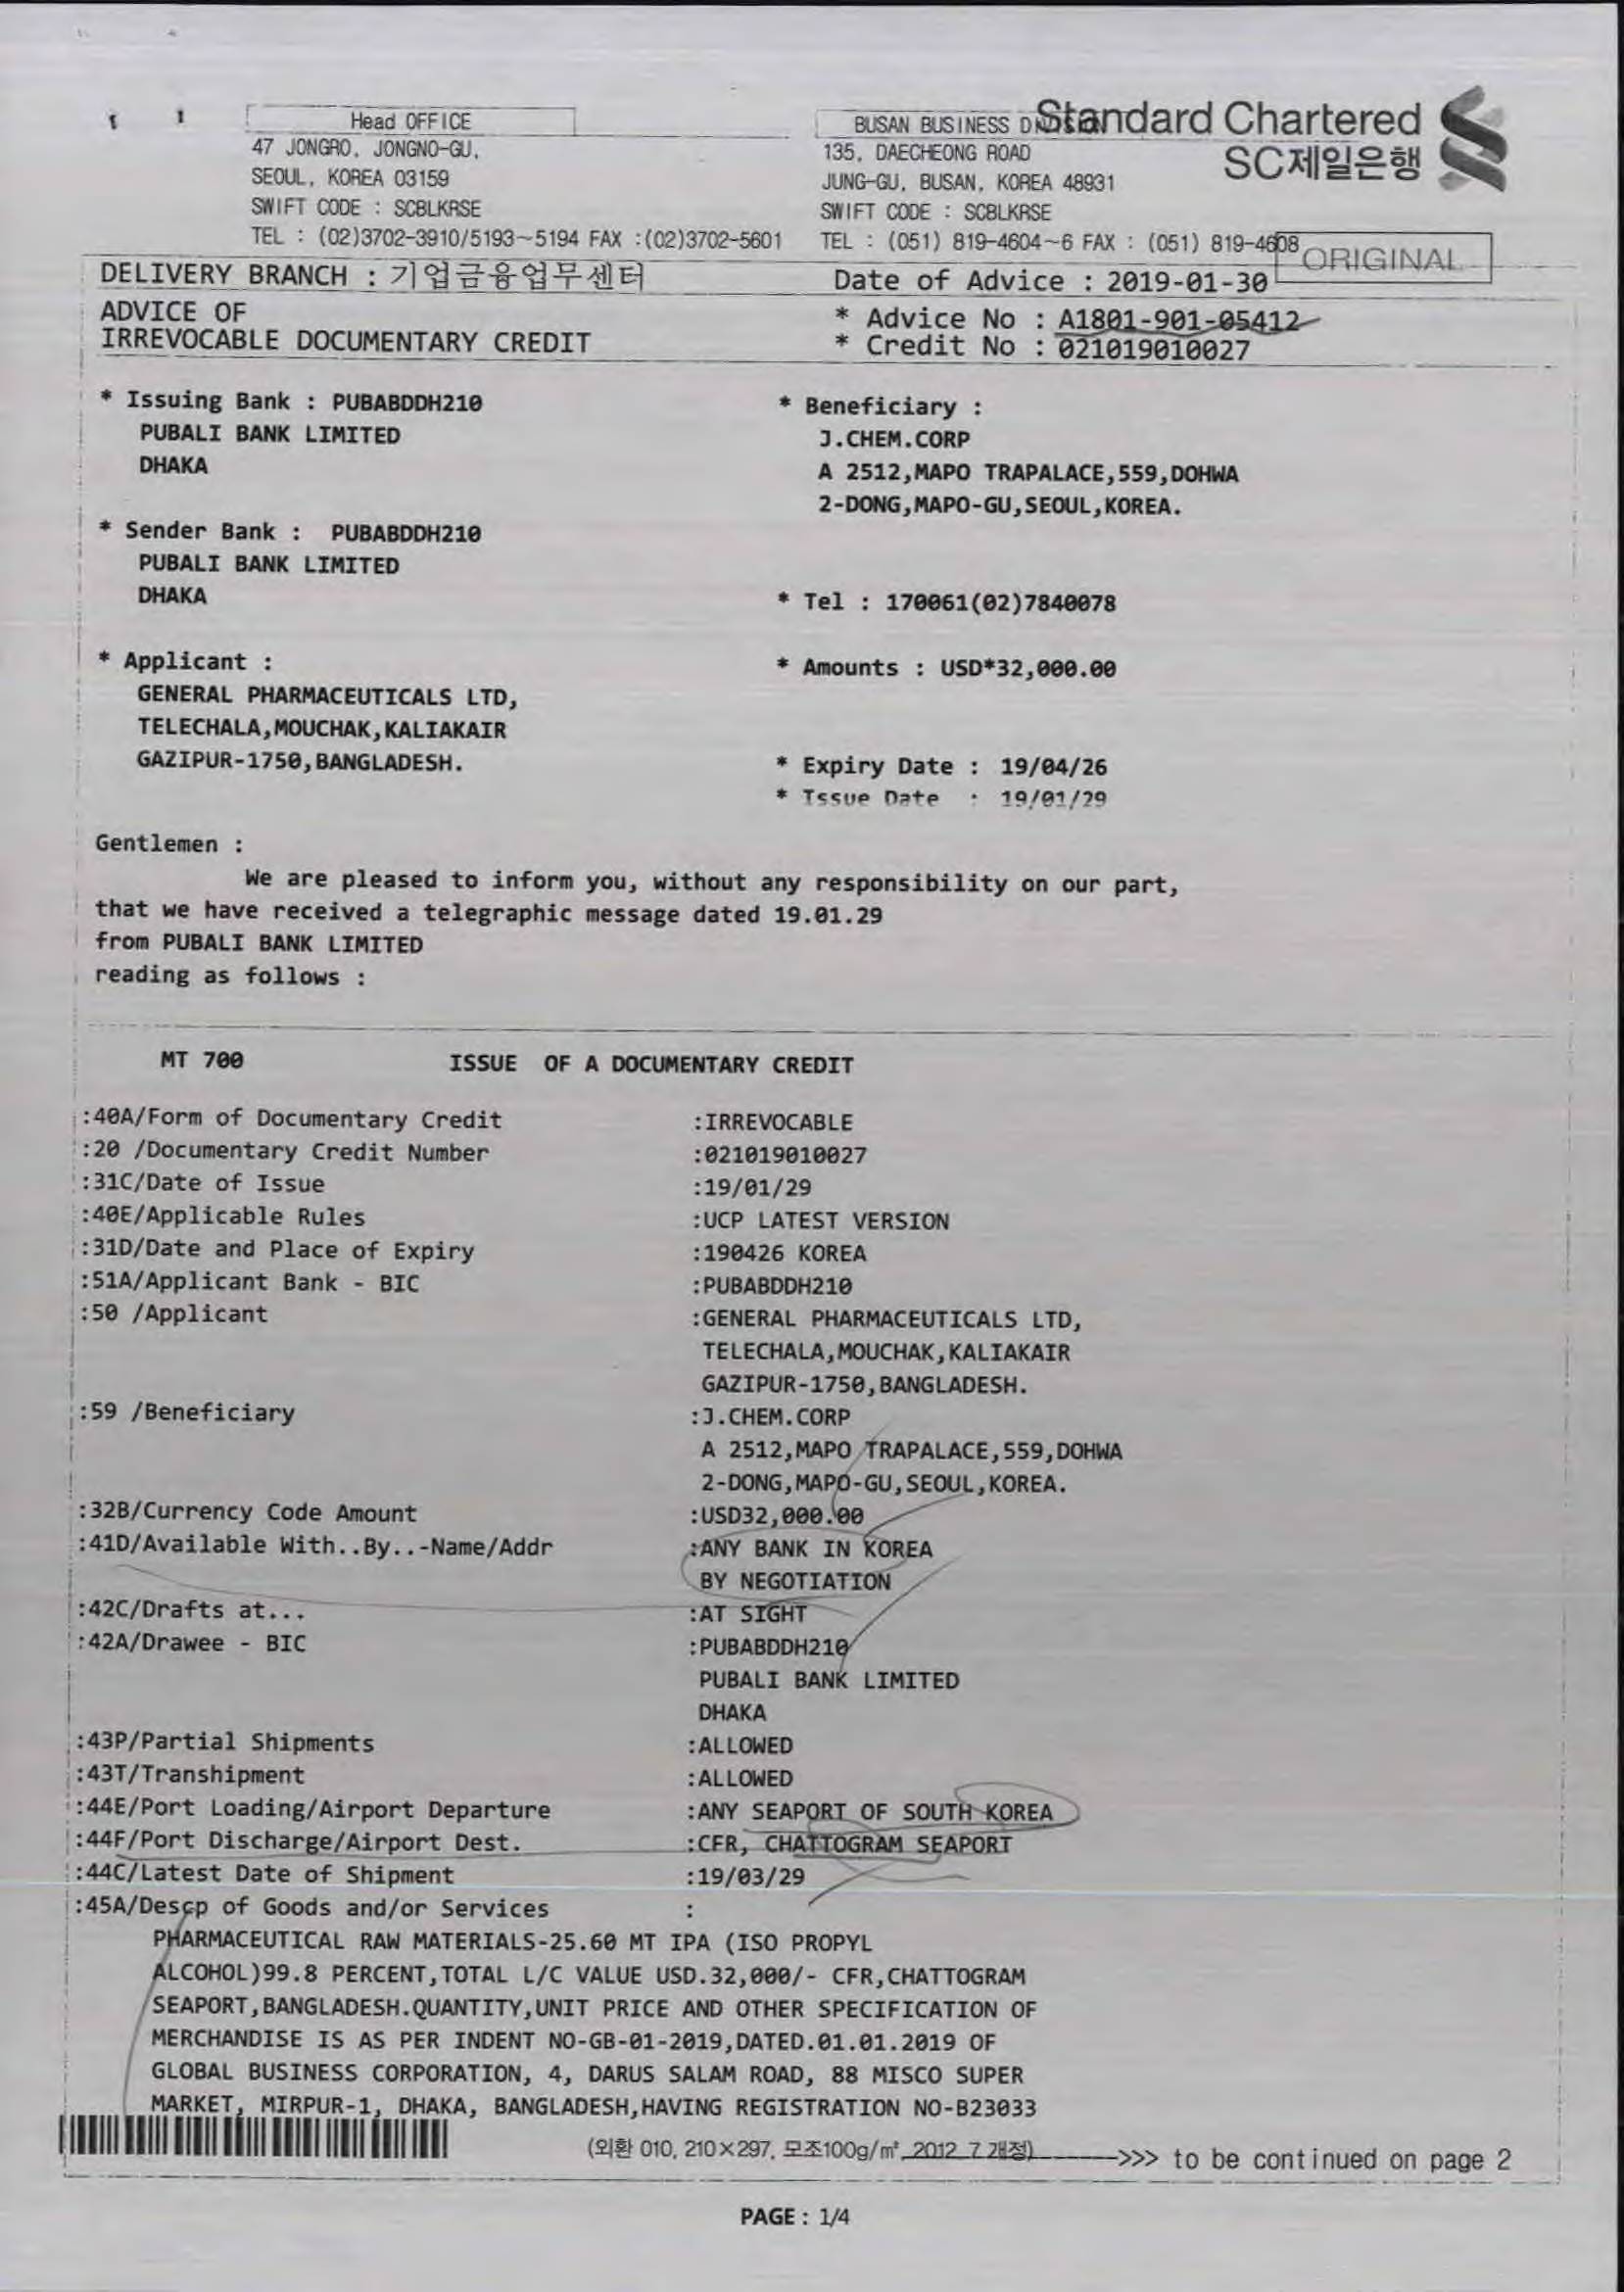 Head OFFICE
47 JONGRO, JONGNO-GU,
SEOUL, KOREA 03159
SWIFT CODE : SCBLKRSE
TEL : (02)3702-3910/5193~5194 FAX :(02)3702-5601
BUSAN BUSINESS
135, DAECHEONG ROAD
JUNG-GU, BUSAN, KOREA 48931
SWIFT CODE : SCBLKRSE
TEL : (051) 819-4604~6 FAX : (051) 819-4608
Standard Chartered
SC제일은행
ORIGINAL
DELIVERY BRANCH : 기업금융업무센터
Date of Advice : 2019-01-30
ADVICE OF
IRREVOCABLE DOCUMENTARY CREDIT
* Advice No : A1801-901-05412
* Credit No : 021019010027
* Issuing Bank : PUBABDDH210
PUBALI BANK LIMITED
DHAKA
* Beneficiary :
J.CHEM.CORP
A 2512,MAPO TRAPALACE,559,DOHWA
2-DONG,MAPO-GU,SEOUL,KOREA.
* Sender Bank : PUBABDDH210
PUBALI BANK LIMITED
DHAKA
* Tel : 170061(02)7840078
* Applicant :
GENERAL PHARMACEUTICALS LTD,
TELECHALA,MOUCHAK,KALIAKAIR
GAZIPUR-1750,BANGLADESH.
* Amounts : USD*32,000.00
* Expiry Date : 19/04/26
* Issue Date : 19/01/29
Gentlemen :
We are pleased to inform you, without any responsibility on our part,
that we have received a telegraphic message dated 19.01.29
from PUBALI BANK LIMITED
reading as follows :
MT 700 ISSUE OF A DOCUMENTARY CREDIT
:40A/Form of Documentary Credit :IRREVOCABLE
:20 /Documentary Credit Number :021019010027
:31C/Date of Issue :19/01/29
:40E/Applicable Rules :UCP LATEST VERSION
:31D/Date and Place of Expiry :190426 KOREA
:51A/Applicant Bank - BIC :PUBABDDH210
:50 /Applicant :GENERAL PHARMACEUTICALS LTD,
TELECHALA,MOUCHAK,KALIAKAIR
GAZIPUR-1750,BANGLADESH.
:59 /Beneficiary :J.CHEM.CORP
A 2512,MAPO TRAPALACE,559,DOHWA
2-DONG,MAPO-GU,SEOUL,KOREA.
:32B/Currency Code Amount :USD32,000.00
:41D/Available With..By..-Name/Addr :ANY BANK IN KOREA
BY NEGOTIATION
:42C/Drafts at... :AT SIGHT
:42A/Drawee - BIC :PUBABDDH210
PUBALI BANK LIMITED
DHAKA
:43P/Partial Shipments :ALLOWED
:43T/Transhipment :ALLOWED
:44E/Port Loading/Airport Departure :ANY SEAPORT OF SOUTH KOREA
:44F/Port Discharge/Airport Dest. :CFR, CHATTOGRAM SEAPORT
:44C/Latest Date of Shipment :19/03/29
:45A/Descp of Goods and/or Services :
PHARMACEUTICAL RAW MATERIALS-25.60 MT IPA (ISO PROPYL
ALCOHOL)99.8 PERCENT,TOTAL L/C VALUE USD.32,000/- CFR,CHATTOGRAM
SEAPORT,BANGLADESH.QUANTITY,UNIT PRICE AND OTHER SPECIFICATION OF
MERCHANDISE IS AS PER INDENT NO-GB-01-2019,DATED.01.01.2019 OF
GLOBAL BUSINESS CORPORATION, 4, DARUS SALAM ROAD, 88 MISCO SUPER
MARKET, MIRPUR-1, DHAKA, BANGLADESH,HAVING REGISTRATION NO-B23033
(외환 010, 210×297, 모조100g/㎡ 2012. 7 개정)
>>> to be continued on page 2
PAGE : 1/4